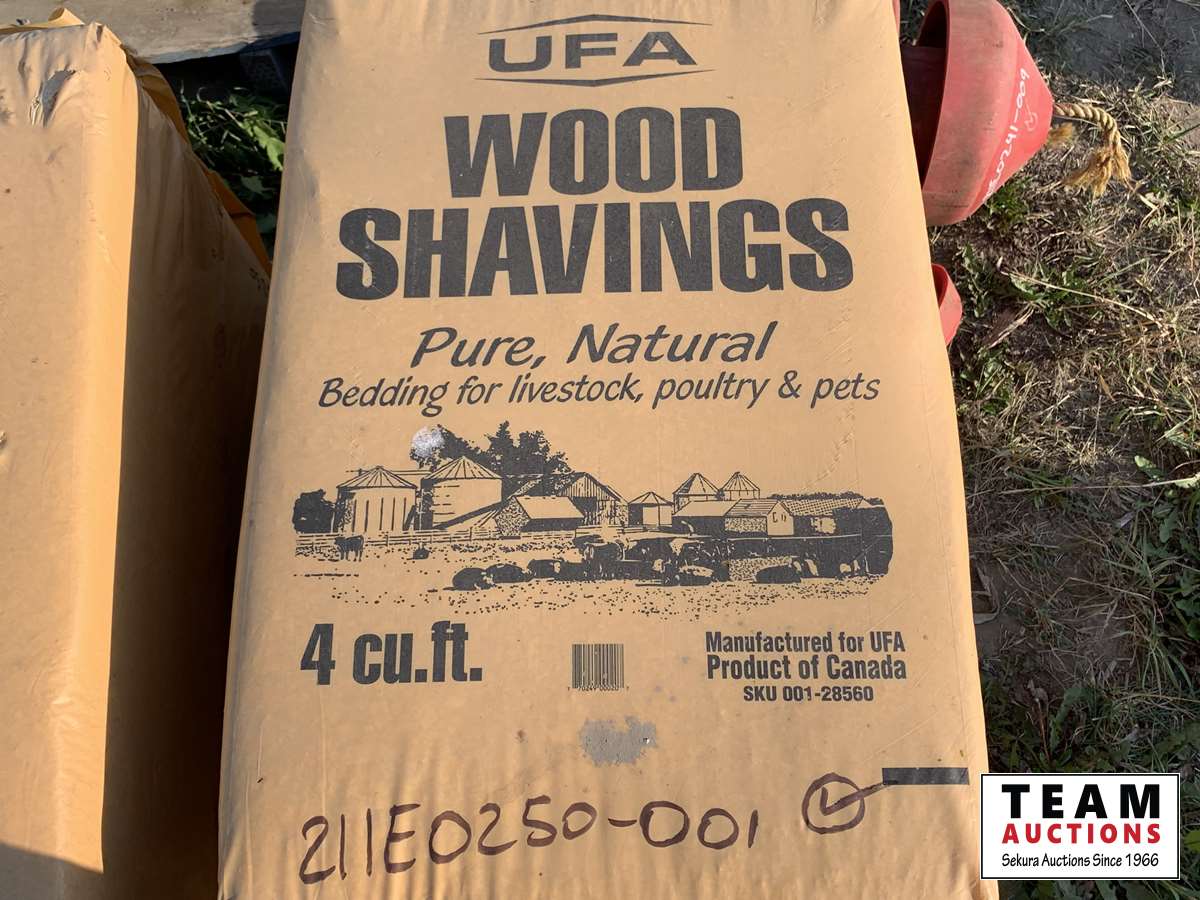 UFA
WOOD
SHAVINGS
Pure, Natural
Bedding for livestock, poultry & pets
4 cu.ft.
Manufactured for UFA
Product of Canada
SKU 001-28560
211E0250-001
TEAM
AUCTIONS
Sekura Auctions Since 1966